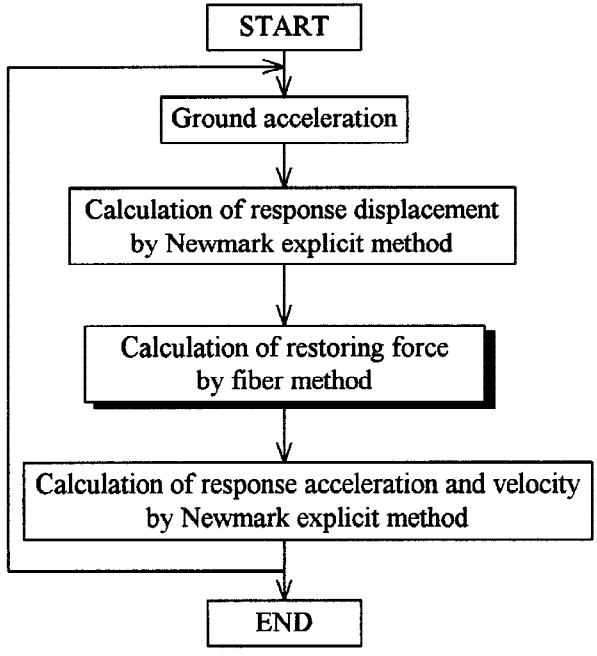 START
Ground acceleration
Calculation of response displacement
by Newmark explicit method
Calculation of restoring force
by fiber method
Calculation of response acceleration and velocity
by Newmark explicit method
END